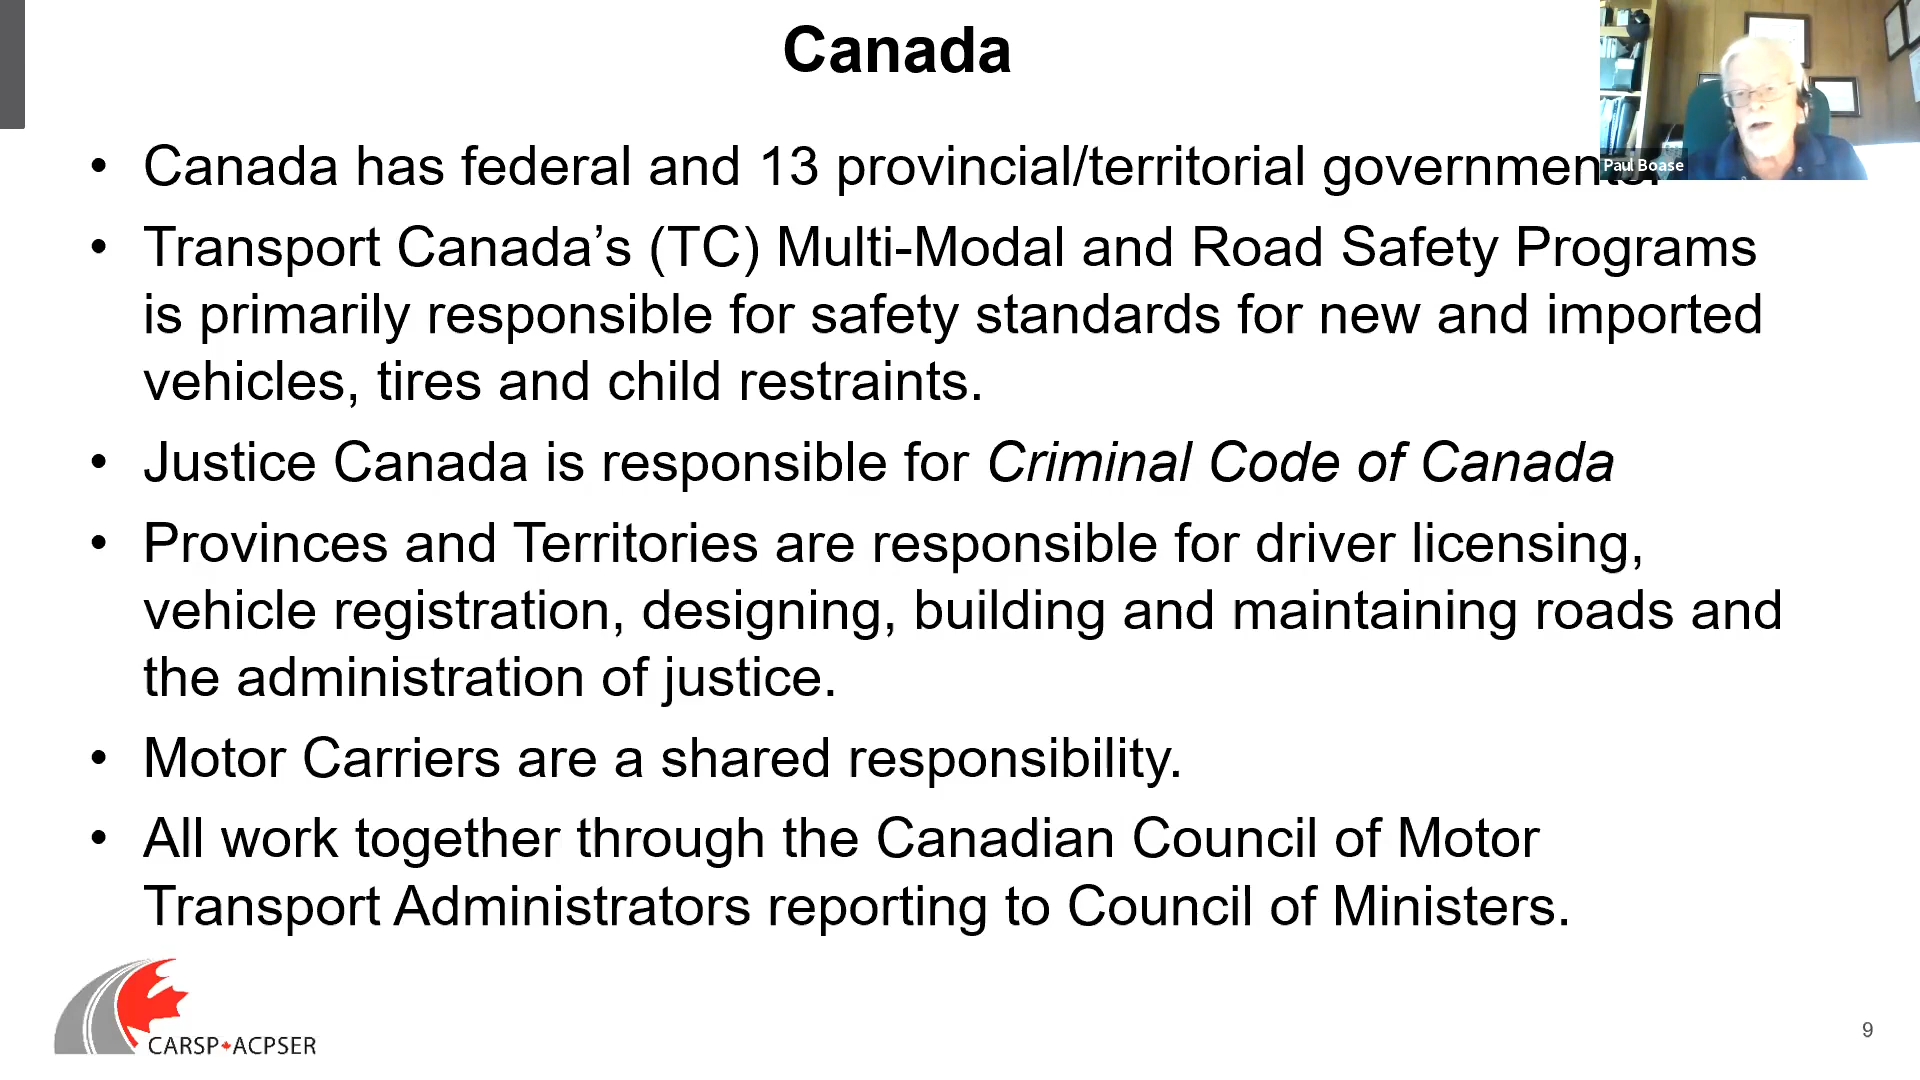 Canada
• Canada has federal and 13 provincial/territorial governments.
Paul Boase
• Transport Canada’s (TC) Multi-Modal and Road Safety Programs
is primarily responsible for safety standards for new and imported
vehicles, tires and child restraints.
• Justice Canada is responsible for Criminal Code of Canada
• Provinces and Territories are responsible for driver licensing,
vehicle registration, designing, building and maintaining roads and
the administration of justice.
• Motor Carriers are a shared responsibility.
• All work together through the Canadian Council of Motor
Transport Administrators reporting to Council of Ministers.
CARSP ACPSER
9